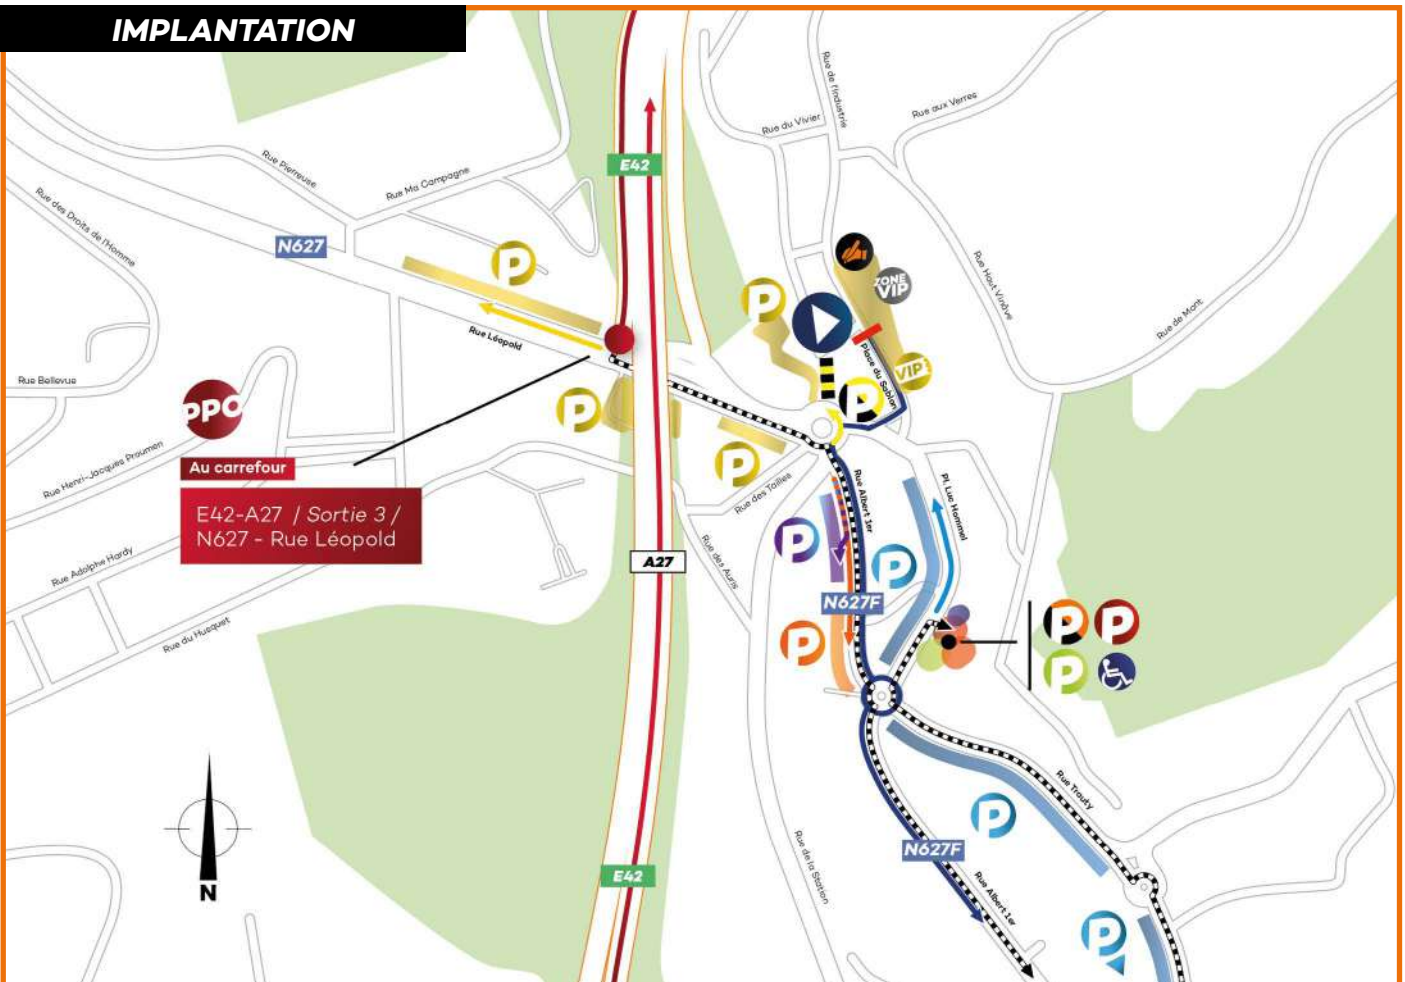 IMPLANTATION
Rue de l'Industrie
Rue du Vivier
Rue aux Verres
E42
Rue Pierreuse
Rue Ma Campagne
Rue des Droits de l'Homme
N627
P
ZONE
VIP
Rue Haut Vinâve
P
Rue de Mont
Rue Léopold
Place du Sablon
VIP
Rue Bellevue
PPO
P
P
Au carrefour
Rue Henri-Jacques Proumen
P
E42-A27 / Sortie 3 /
N627 - Rue Léopold
Rue des Tailles
Rue Albert 1er
Pl. Luc Hommel
P
P
Rue des Auris
A27
Rue Adolphe Hardy
N627F
Rue du Husquet
P
P
P
P
Rue Trauty
P
N627F
Rue de la Station
E42
Rue Albert 1er
N
P